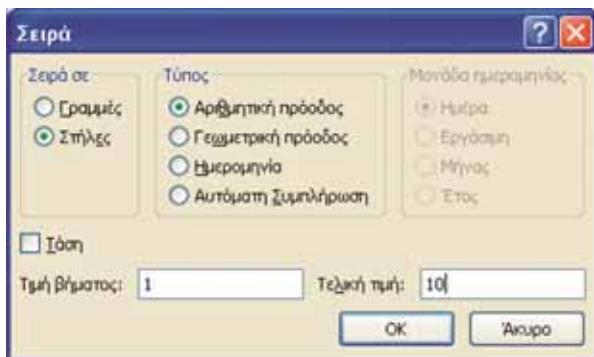 Σειρά
Σειρά σε
Τύπος
Μονάδα ημερομηνίας
Γραμμές
Αριθμητική πρόοδος
Ημέρα
Στήλες
Γεωμετρική πρόοδος
Εργάσιμη
Ημερομηνία
Μήνας
Αυτόματη Συμπλήρωση
Έτος
Τάση
Τιμή βήματος: 1 Τελική τιμή: 10
OK Άκυρο